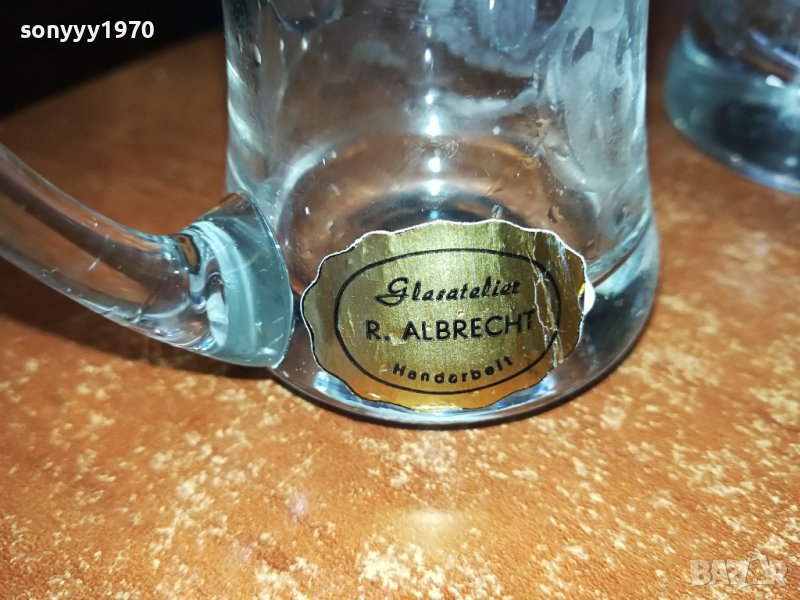 sonyyy1970
Glasatelier
R. ALBRECHT
Handarbeit
BAZAR